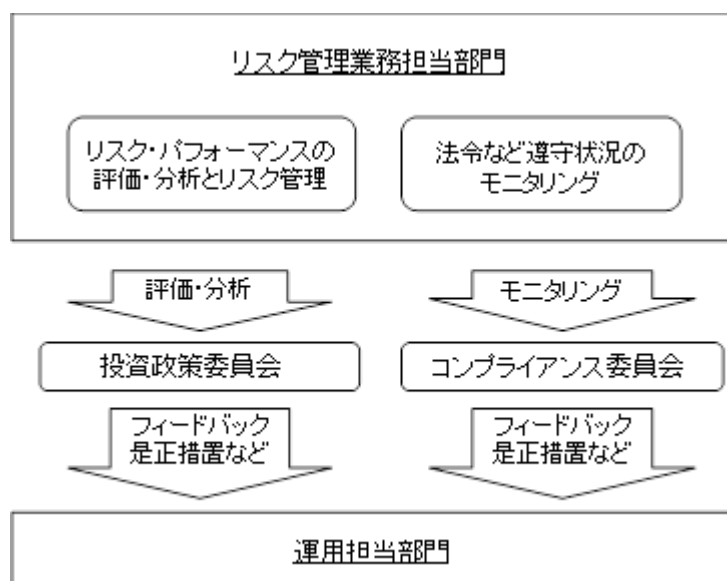 リスク管理業務担当部門
リスク・パフォーマンスの
評価・分析とリスク管理
法令など遵守状況の
モニタリング
評価・分析
モニタリング
投資政策委員会
コンプライアンス委員会
フィードバック
是正措置など
フィードバック
是正措置など
運用担当部門